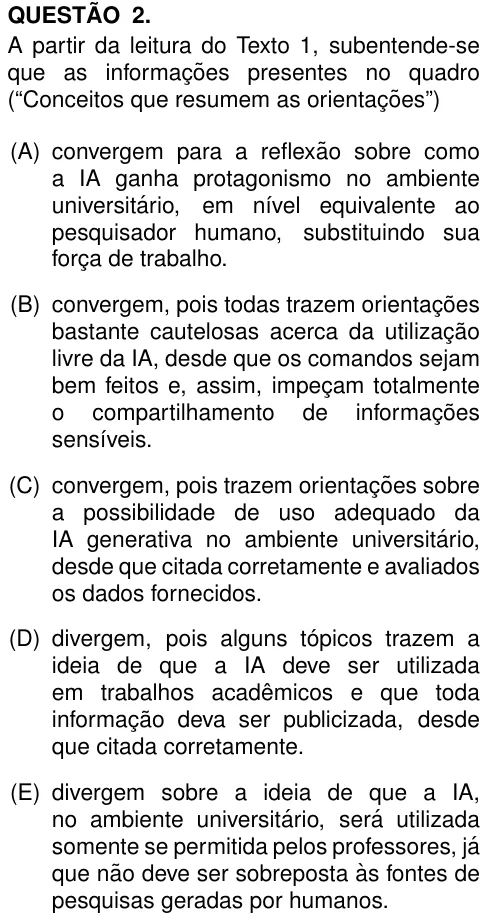 QUESTÃO 2.
A partir da leitura do Texto 1, subentende-se
que as informações presentes no quadro
(“Conceitos que resumem as orientações”)
(A) convergem para a reflexão sobre como
a IA ganha protagonismo no ambiente
universitário, em nível equivalente ao
pesquisador humano, substituindo sua
força de trabalho.
(B) convergem, pois todas trazem orientações
bastante cautelosas acerca da utilização
livre da IA, desde que os comandos sejam
bem feitos e, assim, impeçam totalmente
o compartilhamento de informações
sensíveis.
(C) convergem, pois trazem orientações sobre
a possibilidade de uso adequado da
IA generativa no ambiente universitário,
desde que citada corretamente e avaliados
os dados fornecidos.
(D) divergem, pois alguns tópicos trazem a
ideia de que a IA deve ser utilizada
em trabalhos acadêmicos e que toda
informação deva ser publicizada, desde
que citada corretamente.
(E) divergem sobre a ideia de que a IA,
no ambiente universitário, será utilizada
somente se permitida pelos professores, já
que não deve ser sobreposta às fontes de
pesquisas geradas por humanos.